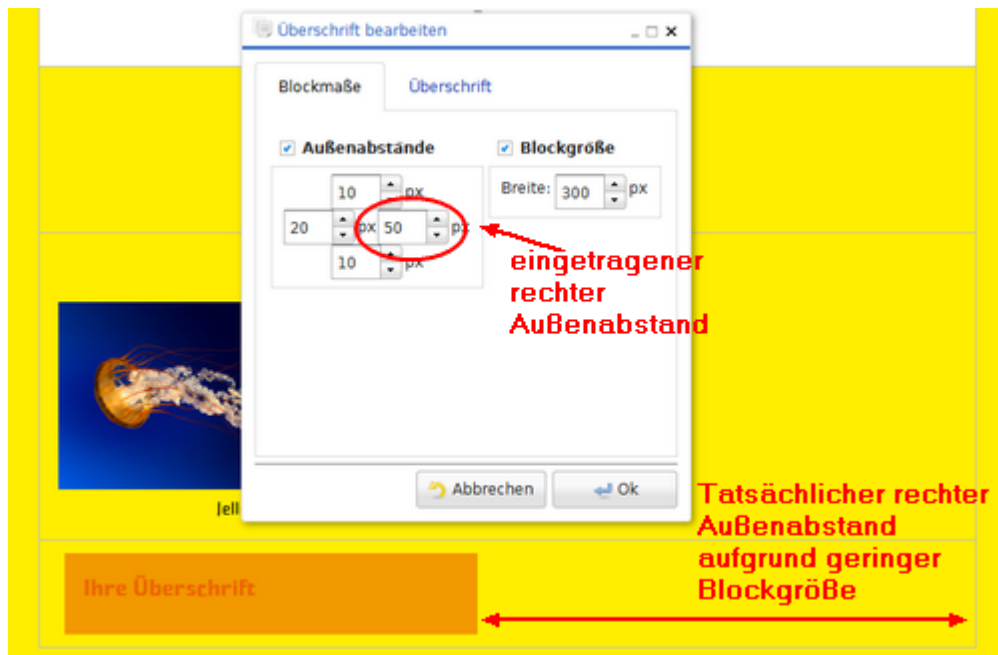 Überschrift bearbeiten
Blockmaße Überschrift
Außenabstände Blockgröße
10 px Breite: 300 px
20 px 50 px
10 px
eingetragener
rechter
Außenabstand
Abbrechen Ok
Jell
Tatsächlicher rechter
Außenabstand
aufgrund geringer
Blockgröße
Ihre Überschrift